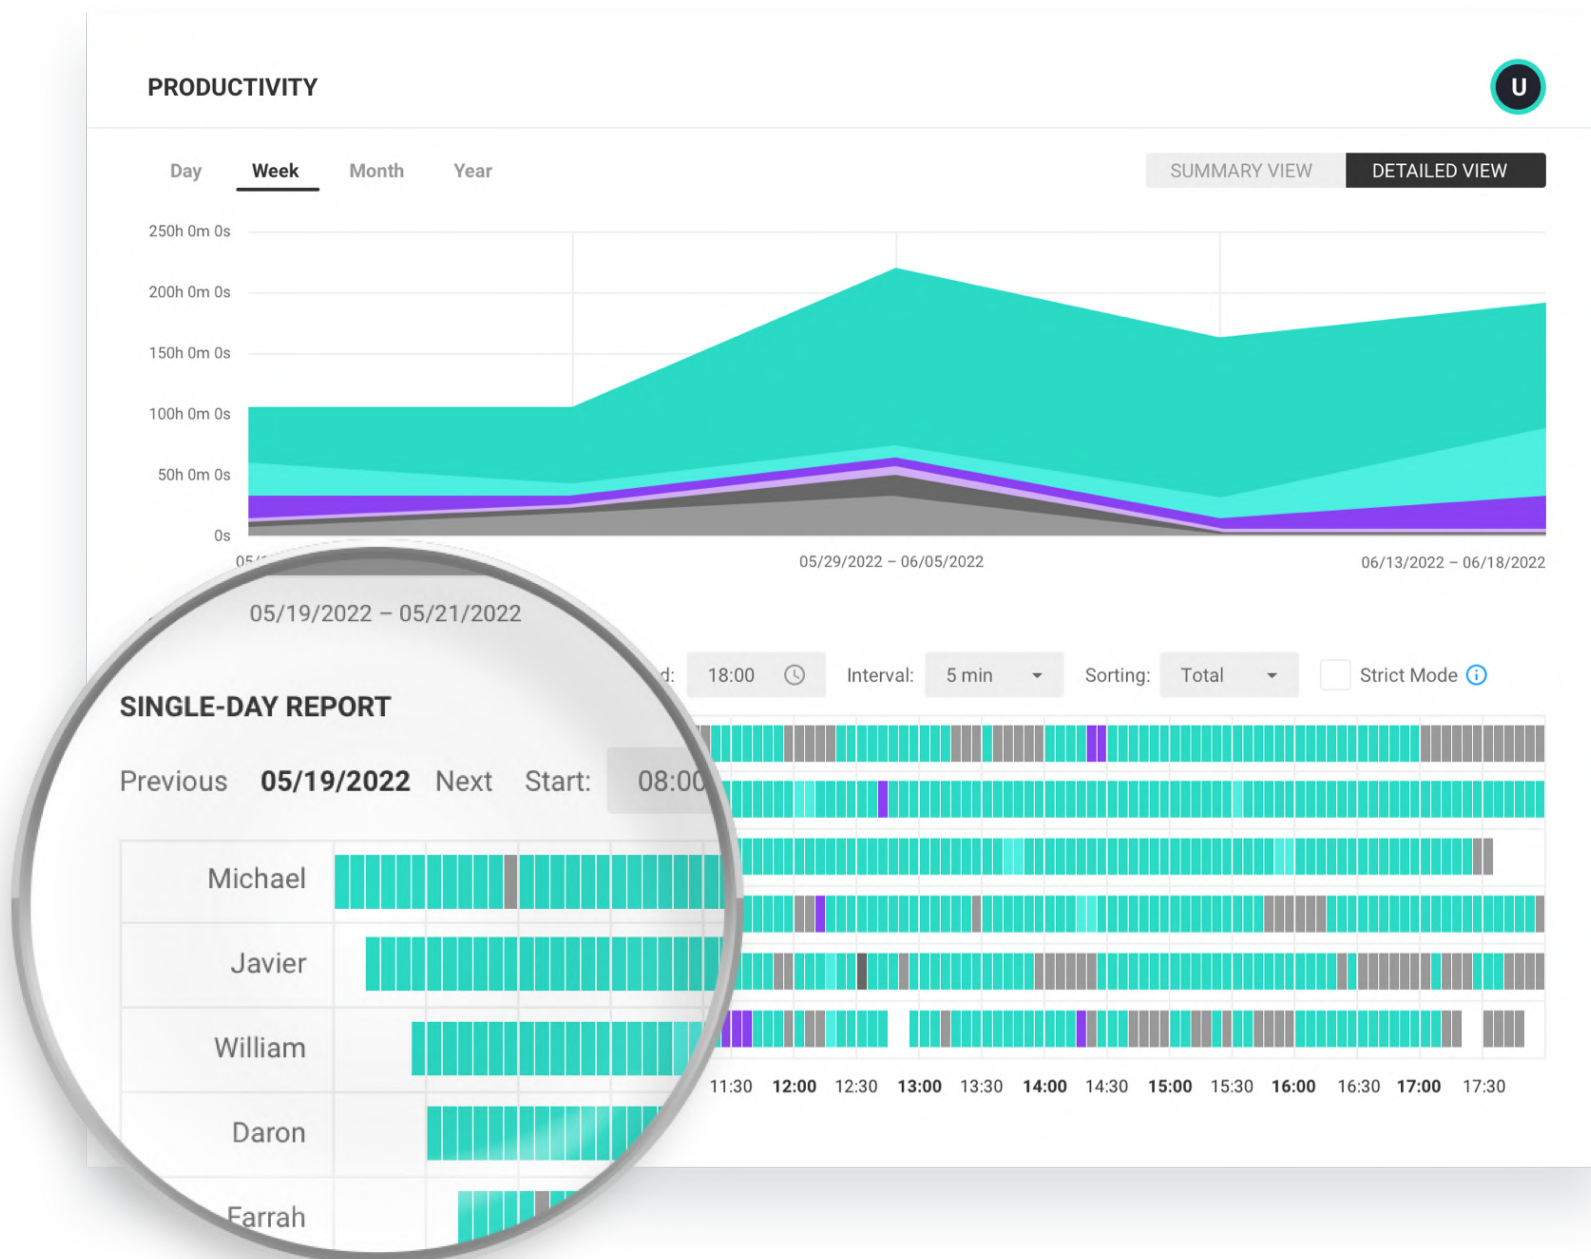 PRODUCTIVITY
U
Day Week Month Year
SUMMARY VIEW DETAILED VIEW
250h 0m 0s
200h 0m 0s
150h 0m 0s
100h 0m 0s
50h 0m 0s
0s
05/29/2022 – 06/05/2022
06/13/2022 – 06/18/2022
05/19/2022 – 05/21/2022
18:00 Interval: 5 min Sorting: Total Strict Mode
SINGLE-DAY REPORT
Previous 05/19/2022 Next Start: 08:00
Michael
Javier
William
Daron
Farrah
11:30 12:00 12:30 13:00 13:30 14:00 14:30 15:00 15:30 16:00 16:30 17:00 17:30